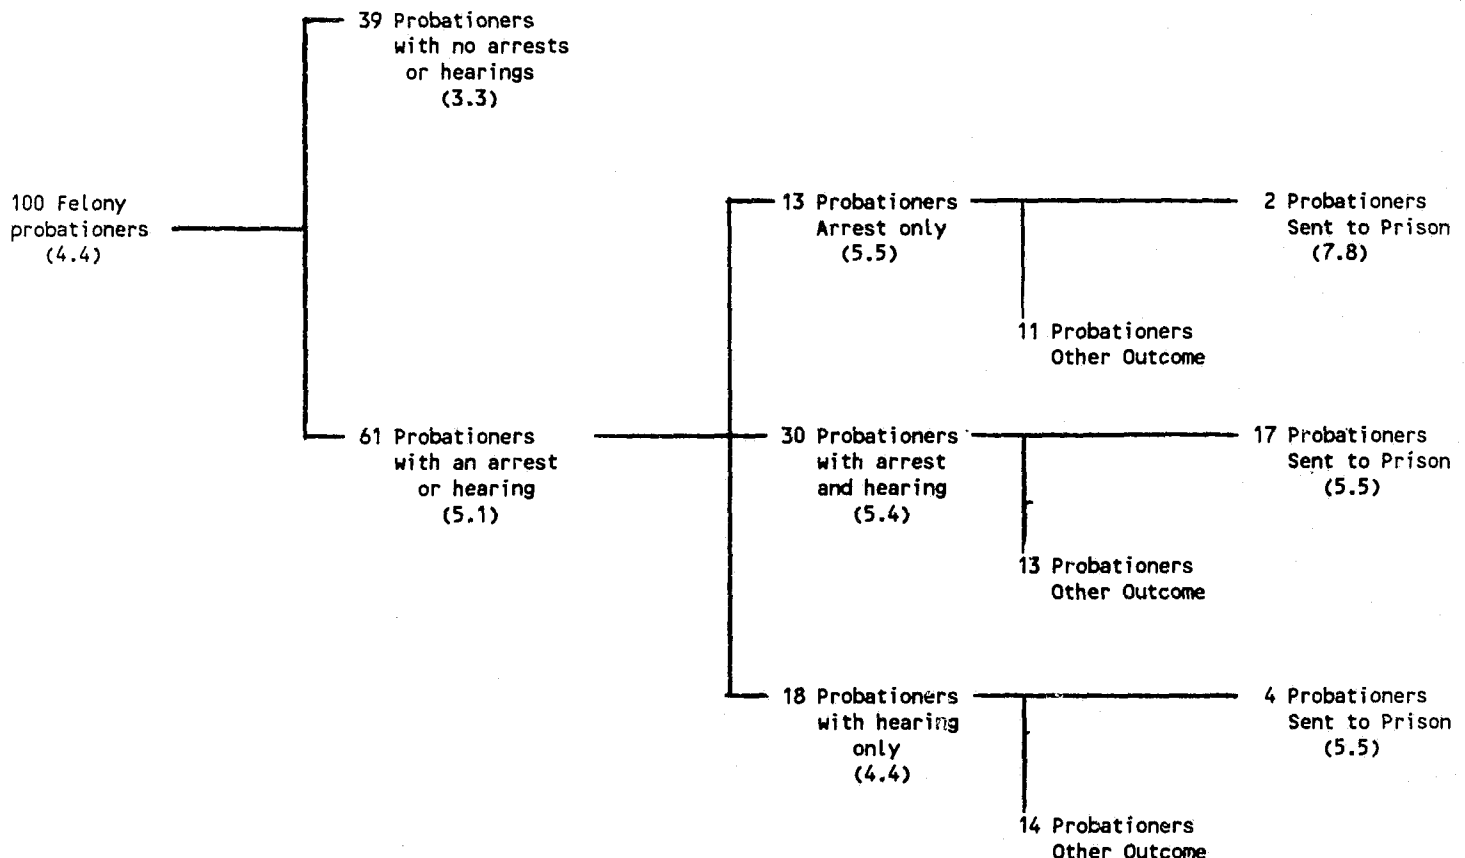 39 Probationers
with no arrests
or hearings
(3.3)
100 Felony
probationers
(4.4)
61 Probationers
with an arrest
or hearing
(5.1)
13 Probationers
Arrest only
(5.5)
2 Probationers
Sent to Prison
(7.8)
11 Probationers
Other Outcome
30 Probationers
with arrest
and hearing
(5.4)
17 Probationers
Sent to Prison
(5.5)
13 Probationers
Other Outcome
18 Probationers
with hearing
only
(4.4)
4 Probationers
Sent to Prison
(5.5)
14 Probationers
Other Outcome